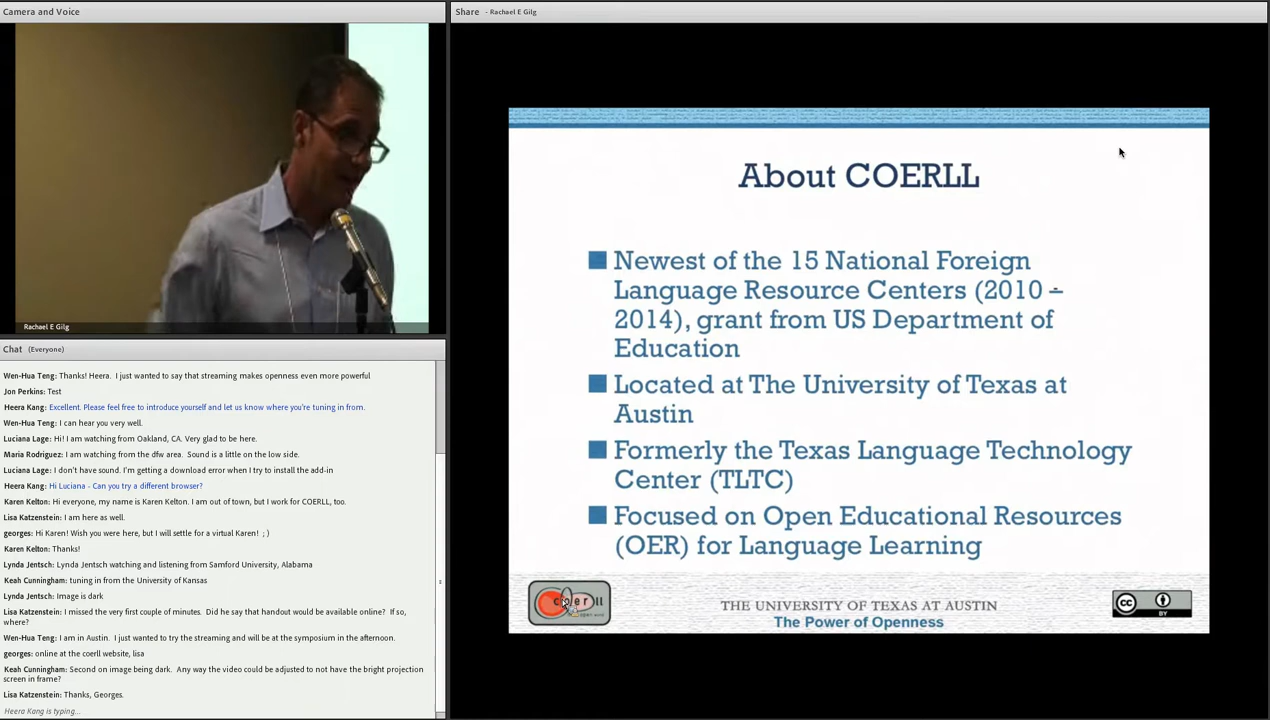 Camera and Voice
Rachael E Gilg
Chat (Everyone)
Wen-Hua Teng: Thanks! Heera. I just wanted to say that streaming makes openness even more powerful
Jon Perkins: Test
Heera Kang: Excellent. Please feel free to introduce yourself and let us know where you're tuning in from.
Wen-Hua Teng: I can hear you very well.
Luciana Lage: Hi! I am watching from Oakland, CA. Very glad to be here.
Maria Rodriguez: I am watching from the dfw area. Sound is a little on the low side.
Luciana Lage: I don't have sound. I'm getting a download error when I try to install the add-in
Heera Kang: Hi Luciana - Can you try a different browser?
Karen Kelton: Hi everyone, my name is Karen Kelton. I am out of town, but I work for COERLL, too.
Lisa Katzenstein: I am here as well.
georges: Hi Karen! Wish you were here, but I will settle for a virtual Karen! ; )
Karen Kelton: Thanks!
Lynda Jentsch: Lynda Jentsch watching and listening from Samford University, Alabama
Keah Cunningham: tuning in from the University of Kansas
Lynda Jentsch: Image is dark
Lisa Katzenstein: I missed the very first couple of minutes. Did he say that handout would be available online? If so,
where?
Wen-Hua Teng: I am in Austin. I just wanted to try the streaming and will be at the symposium in the afternoon.
georges: online at the coerll website, lisa
Keah Cunningham: Second on image being dark. Any way the video could be adjusted to not have the bright projection
screen in frame?
Lisa Katzenstein: Thanks, Georges.
Heera Kang is typing...
Share - Rachael E Gilg
About COERLL
Newest of the 15 National Foreign
Language Resource Centers (2010 –
2014), grant from US Department of
Education
Located at The University of Texas at
Austin
Formerly the Texas Language Technology
Center (TLTC)
Focused on Open Educational Resources
(OER) for Language Learning
coerll
THE UNIVERSITY OF TEXAS AT AUSTIN
The Power of Openness
cc
BY